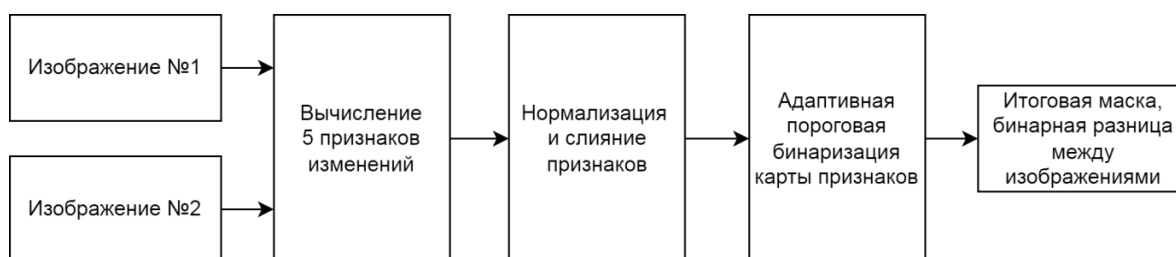 Изображение №1
Изображение №2
Вычисление
5 признаков
изменений
Нормализация
и слияние
признаков
Адаптивная
пороговая
бинаризация
карты признаков
Итоговая маска,
бинарная разница
между
изображениями